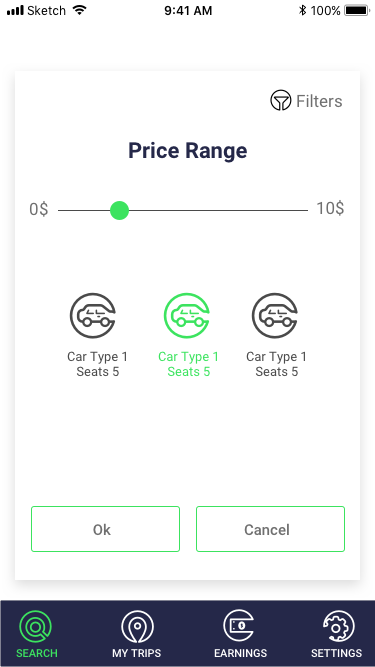 Sketch 9:41 AM 100%
Filters
Price Range
0$ 10$
Car Type 1 Car Type 1 Car Type 1
Seats 5 Seats 5 Seats 5
Ok Cancel
SEARCH MY TRIPS EARNINGS SETTINGS